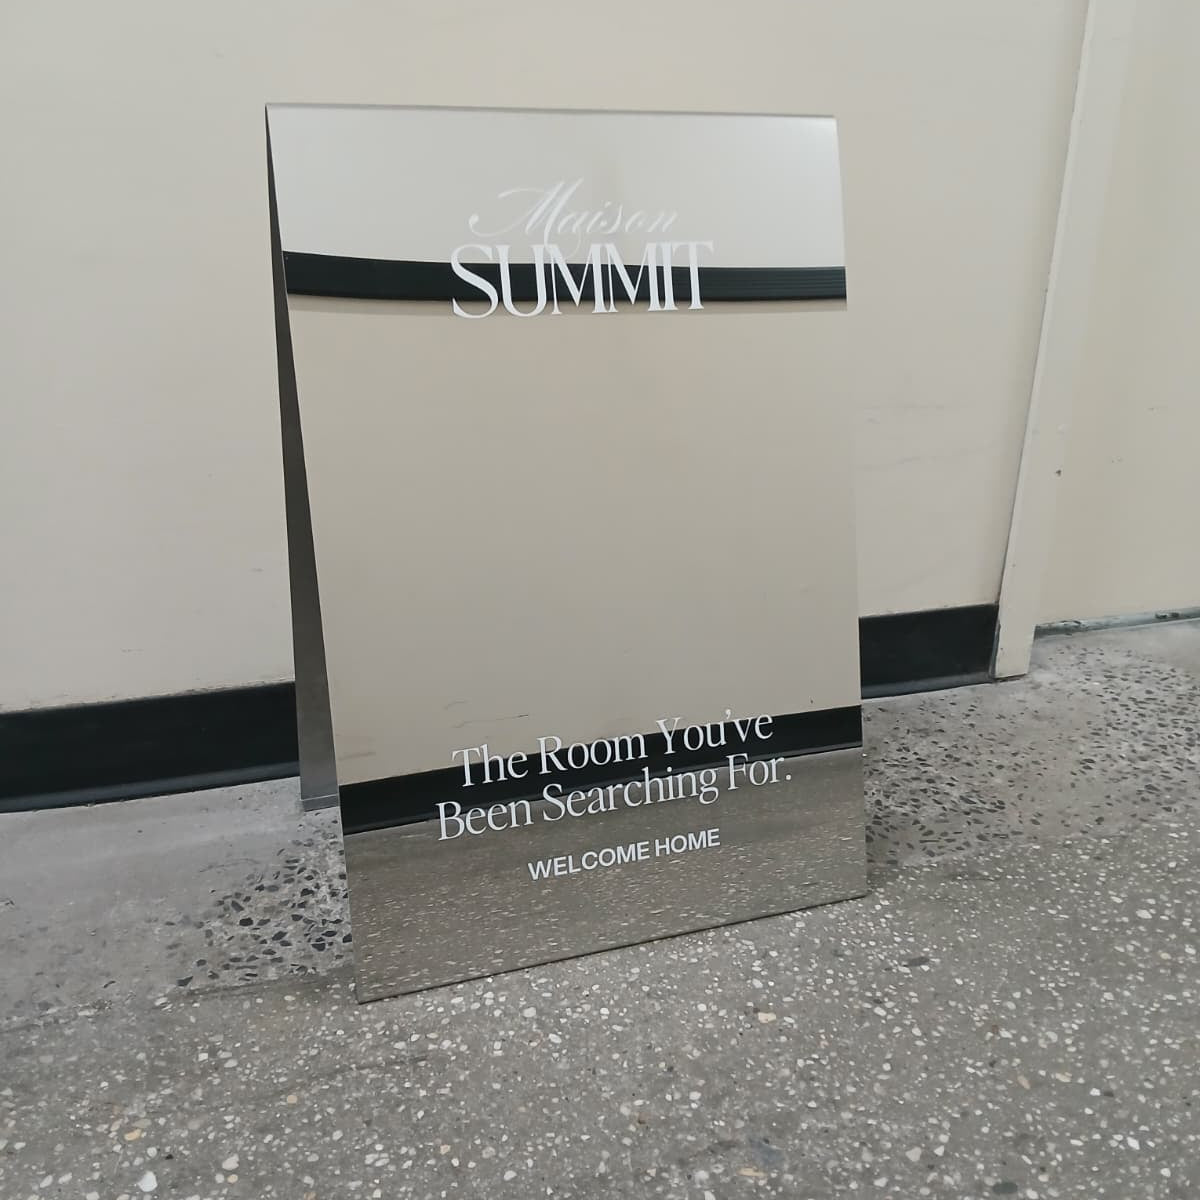 Maison
SUMMIT
The Room You've
Been Searching For.
WELCOME HOME